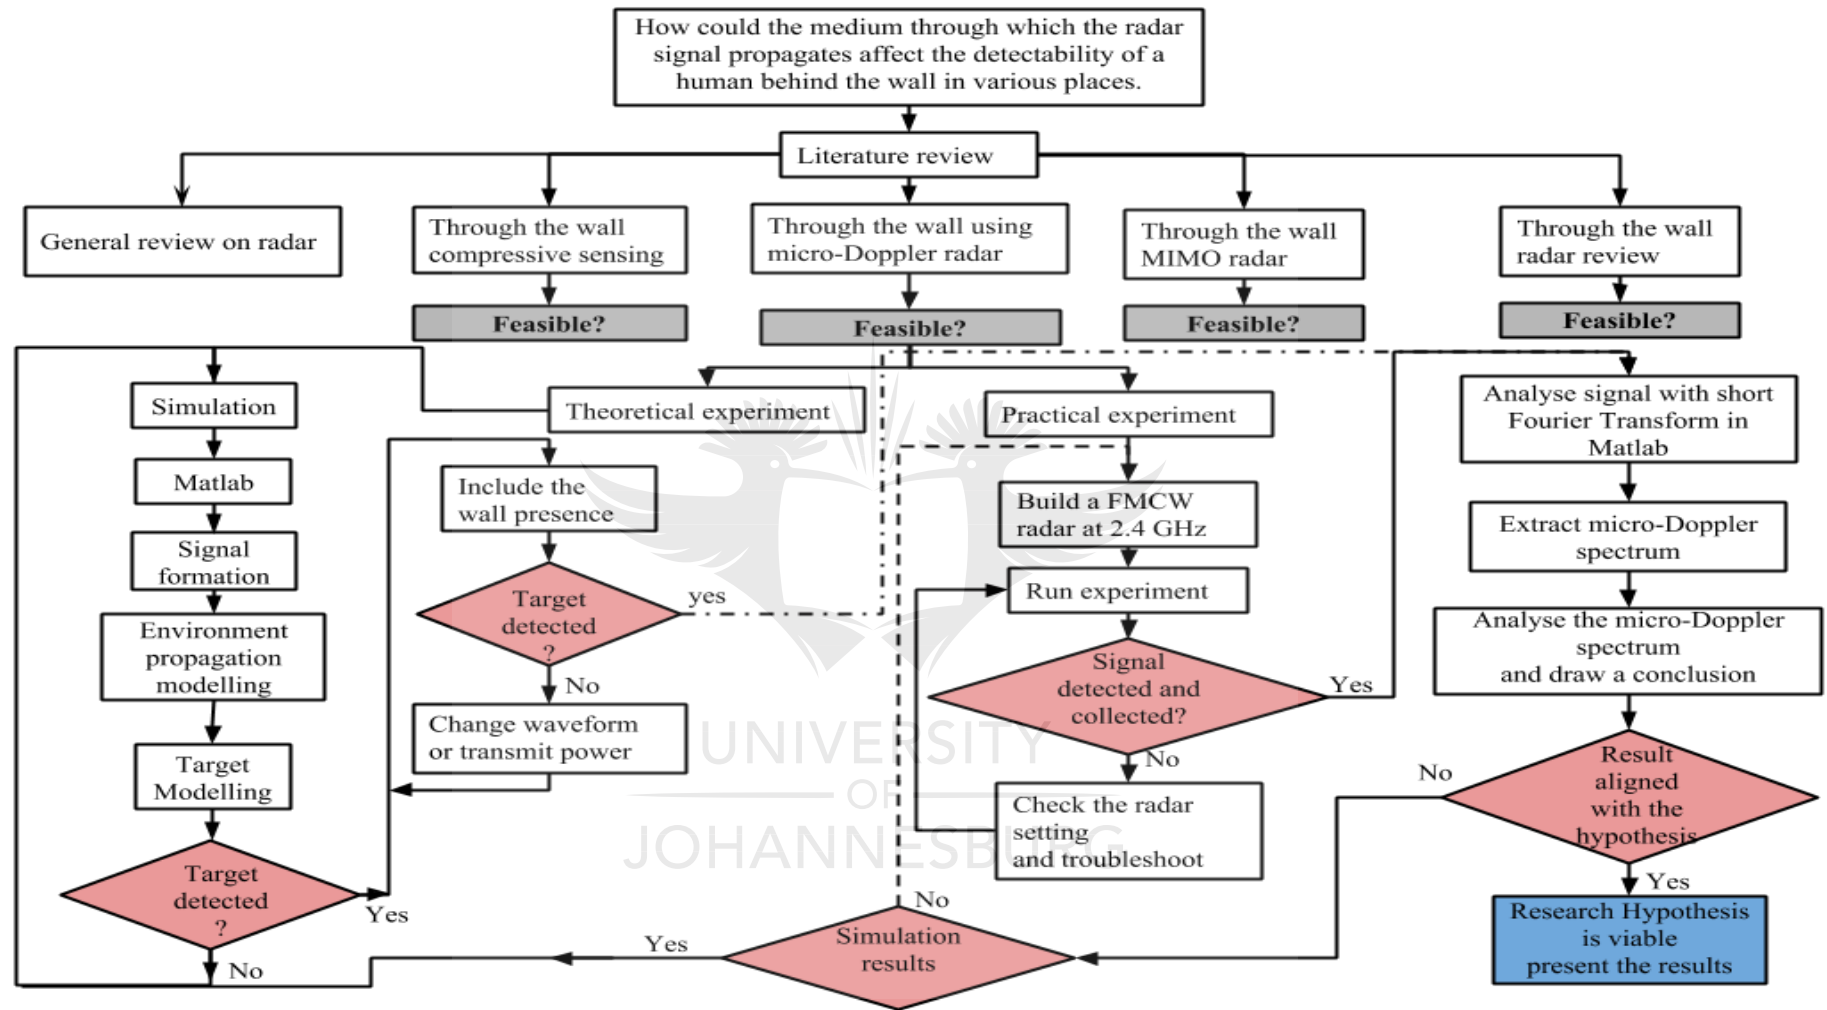 How could the medium through which the radar
signal propagates affect the detectability of a
human behind the wall in various places.
Literature review
General review on radar
Through the wall
compressive sensing
Through the wall using
micro-Doppler radar
Through the wall
MIMO radar
Through the wall
radar review
Feasible?
Feasible?
Feasible?
Feasible?
Simulation
Matlab
Signal
formation
Environment
propagation
modelling
Target
Modelling
Target
detected
?
Yes
No
Theoretical experiment
Include the
wall presence
Target
detected
?
yes
No
Change waveform
or transmit power
Practical experiment
Build a FMCW
radar at 2.4 GHz
Run experiment
Signal
detected and
collected?
Yes
No
Check the radar
setting
and troubleshoot
Analyse signal with short
Fourier Transform in
Matlab
Extract micro-Doppler
spectrum
Analyse the micro-Doppler
spectrum
and draw a conclusion
Result
aligned
with the
hypothesis
No
Yes
Research Hypothesis
is viable
present the results
Simulation
results
No
Yes
UNIVERSITY
OF
JOHANNESBURG